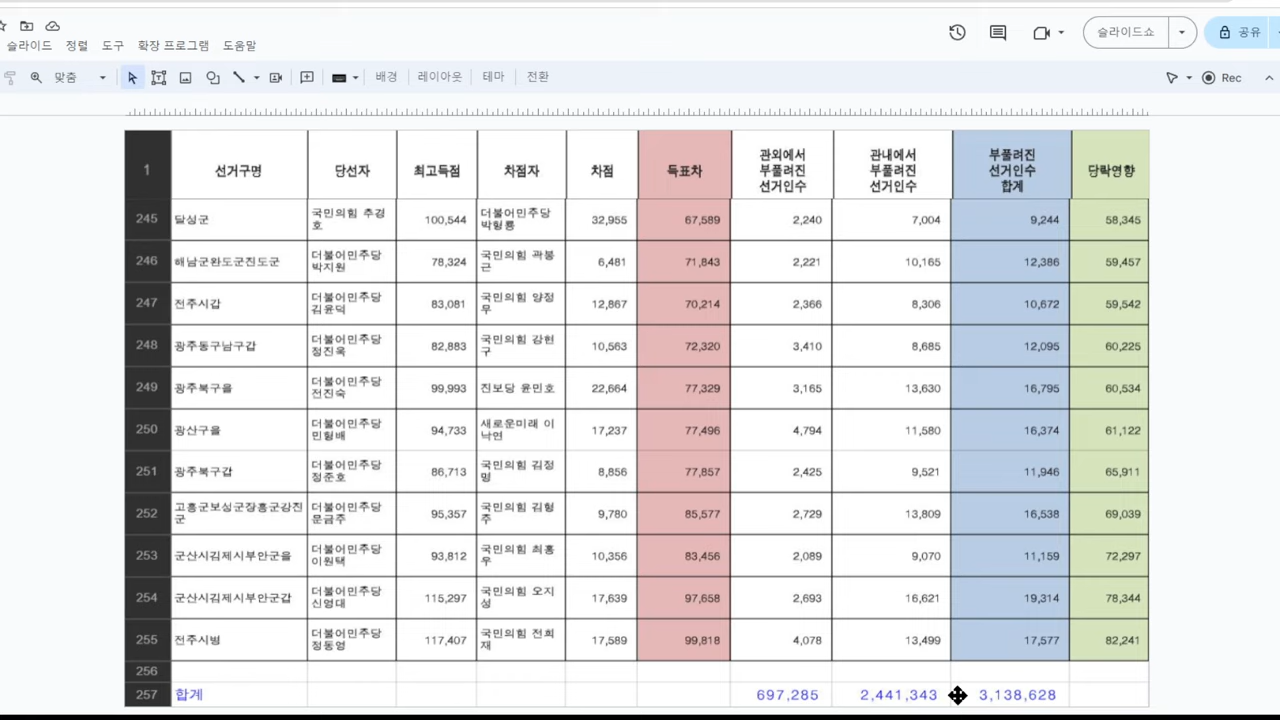 슬라이드 정렬 도구 확장 프로그램 도움말
슬라이드쇼
공유
맞춤
배경 레이아웃 테마 전환
Rec
1 선거구명 당선자 최고득점 차점자 차점 득표차 관외에서 부풀려진 선거인수 관내에서 부풀려진 선거인수 부풀려진 선거인수 합계 당락영향
245 달성군 국민의힘 추경호 100,544 더불어민주당 박형룡 32,955 67,589 2,240 7,004 9,244 58,345
246 해남군완도군진도군 더불어민주당 박지원 78,324 국민의힘 곽봉근 6,481 71,843 2,221 10,165 12,386 59,457
247 전주시갑 더불어민주당 김윤덕 83,081 국민의힘 양정무 12,867 70,214 2,366 8,306 10,672 59,542
248 광주동구남구갑 더불어민주당 정진욱 82,883 국민의힘 강현구 10,563 72,320 3,410 8,685 12,095 60,225
249 광주북구을 더불어민주당 전진숙 99,993 진보당 윤민호 22,664 77,329 3,165 13,630 16,795 60,534
250 광산구을 더불어민주당 민형배 94,733 새로운미래 이낙연 17,237 77,496 4,794 11,580 16,374 61,122
251 광주북구갑 더불어민주당 정준호 86,713 국민의힘 김정명 8,856 77,857 2,425 9,521 11,946 65,911
252 고흥군보성군장흥군강진군 더불어민주당 문금주 95,357 국민의힘 김형주 9,780 85,577 2,729 13,809 16,538 69,039
253 군산시김제시부안군을 더불어민주당 이원택 93,812 국민의힘 최홍우 10,356 83,456 2,089 9,070 11,159 72,297
254 군산시김제시부안군갑 더불어민주당 신영대 115,297 국민의힘 오지성 17,639 97,658 2,693 16,621 19,314 78,344
255 전주시병 더불어민주당 정동영 117,407 국민의힘 전희재 17,589 99,818 4,078 13,499 17,577 82,241
256
257 합계 697,285 2,441,343 3,138,628